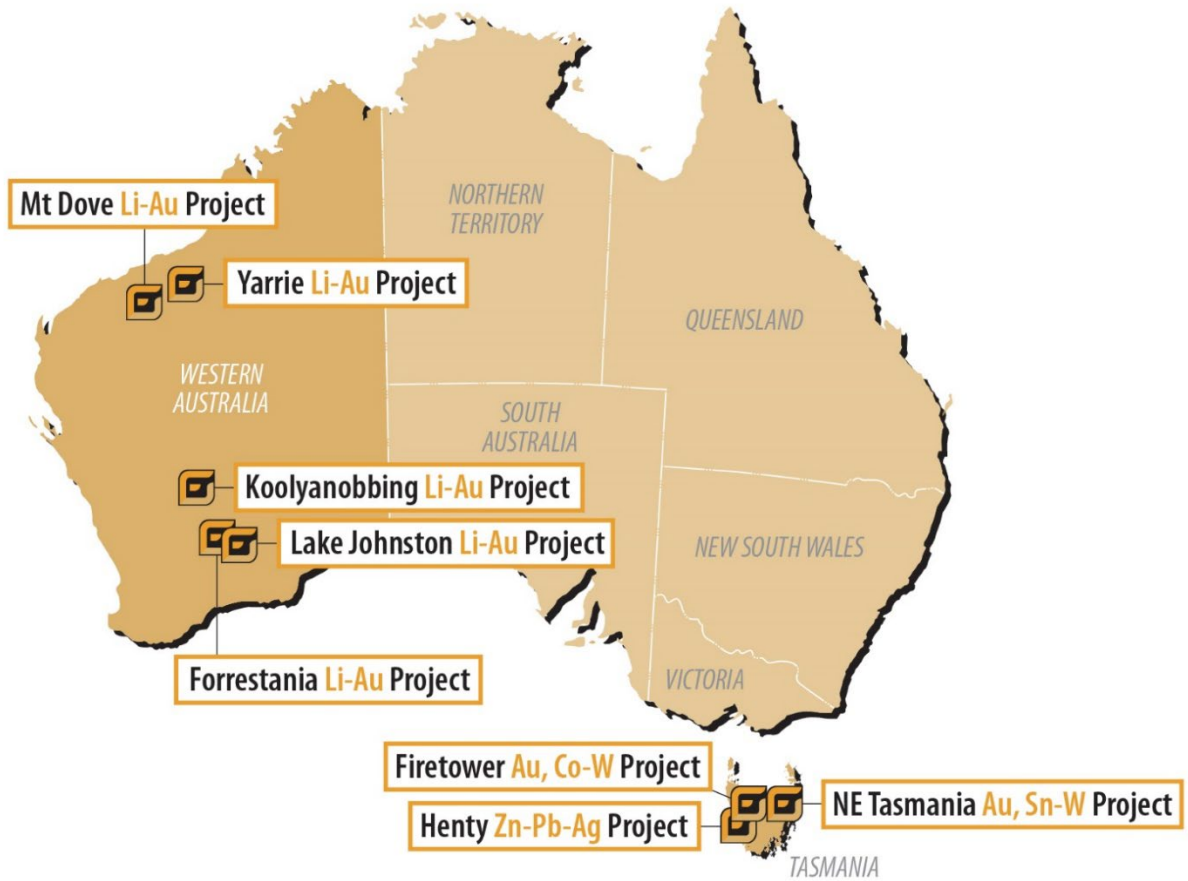 NORTHERN
TERRITORY
Mt Dove Li-Au Project
Yarrie Li-Au Project
QUEENSLAND
WESTERN
AUSTRALIA
SOUTH
AUSTRALIA
Koolyanobbing Li-Au Project
Lake Johnston Li-Au Project
NEW SOUTH WALES
Forrestania Li-Au Project
VICTORIA
Firetower Au, Co-W Project
NE Tasmania Au, Sn-W Project
Henty Zn-Pb-Ag Project
TASMANIA